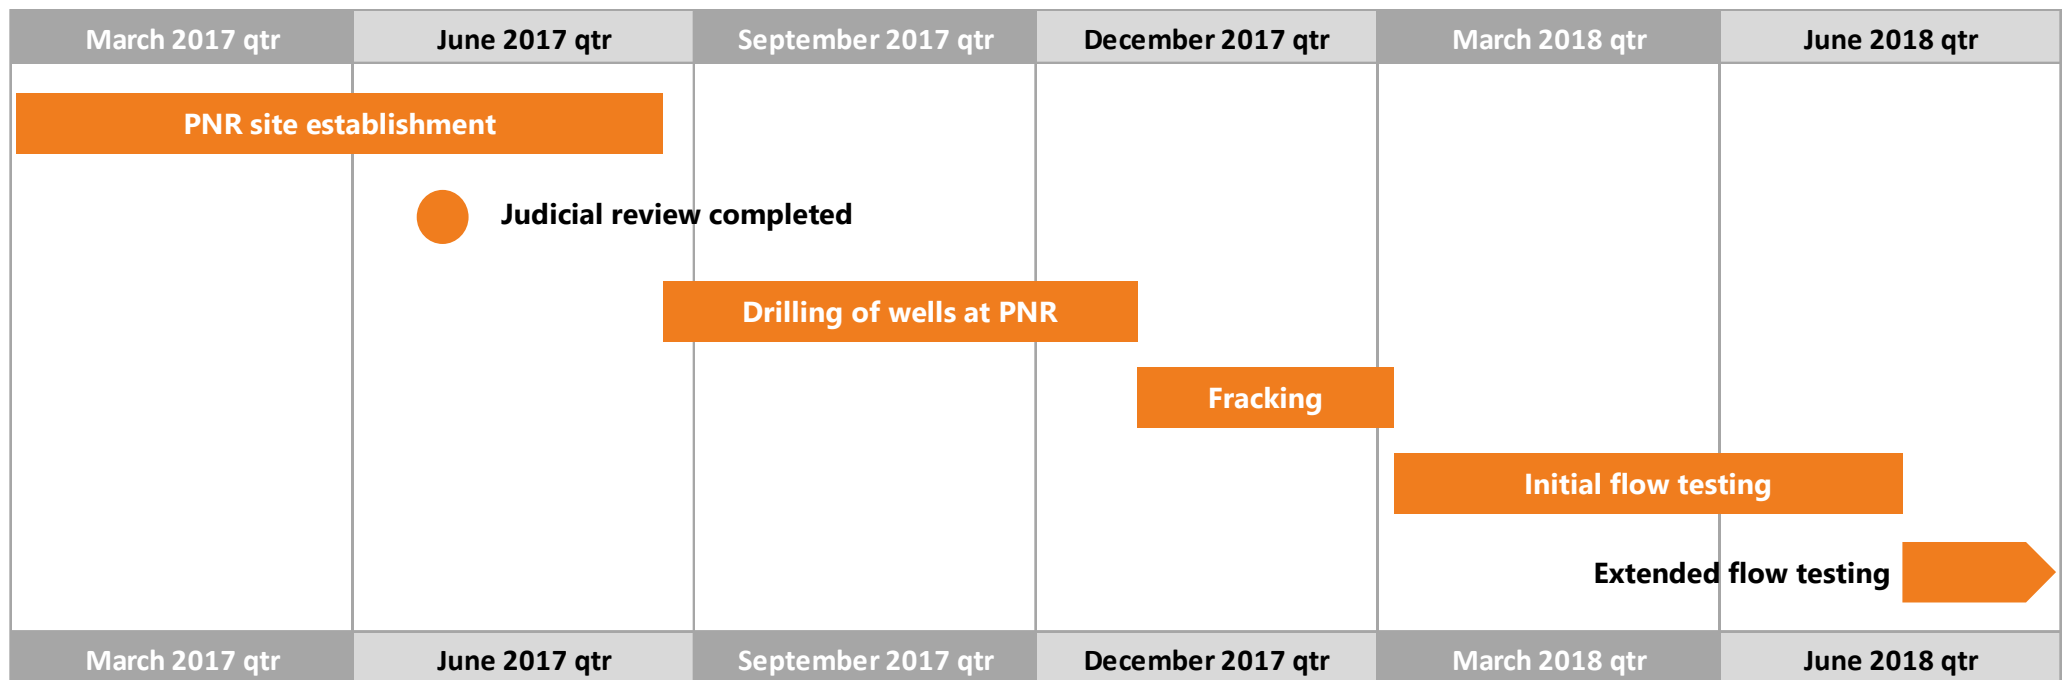 March 2017 qtr June 2017 qtr September 2017 qtr December 2017 qtr March 2018 qtr June 2018 qtr
PNR site establishment
Judicial review completed
Drilling of wells at PNR
Fracking
Initial flow testing
Extended flow testing
March 2017 qtr June 2017 qtr September 2017 qtr December 2017 qtr March 2018 qtr June 2018 qtr